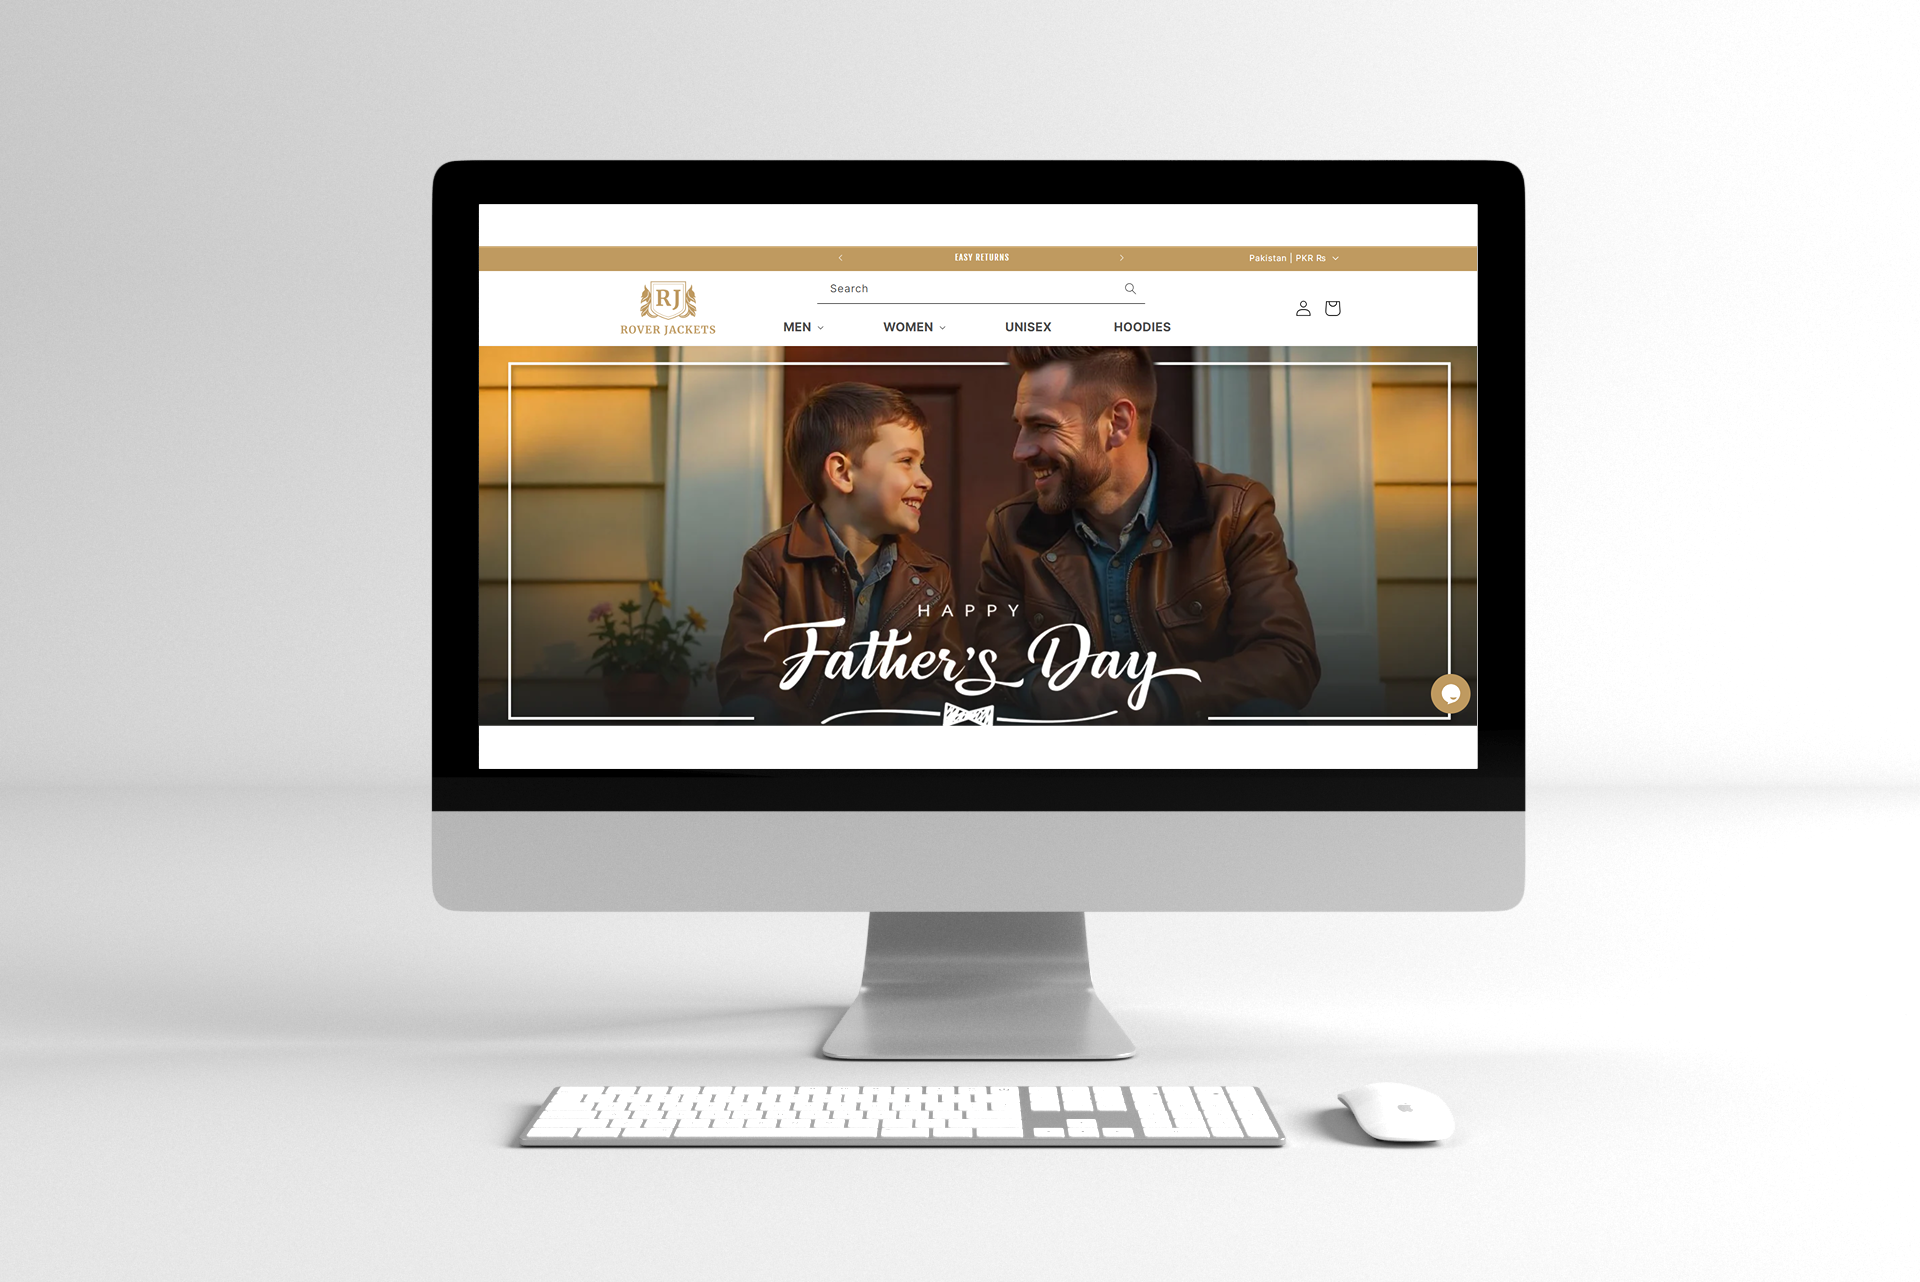 EASY RETURNS
Pakistan | PKR ₨
RJ
ROVER JACKETS
Search
MEN
WOMEN
UNISEX
HOODIES
HAPPY
Father's Day